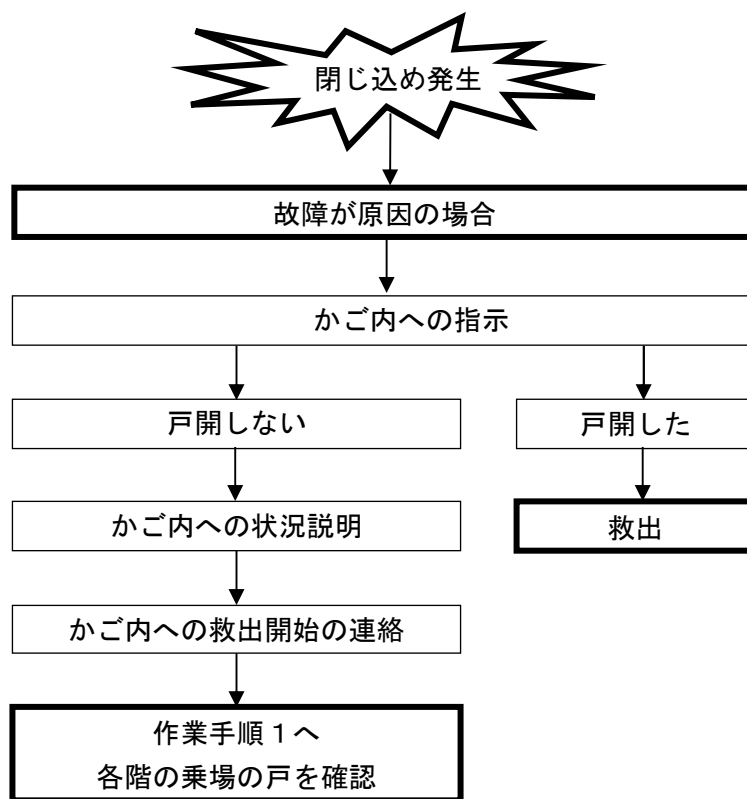 閉じ込め発生
故障が原因の場合
かご内への指示
戸開しない
戸開した
かご内への状況説明
救出
かご内への救出開始の連絡
作業手順１へ
各階の乗場の戸を確認